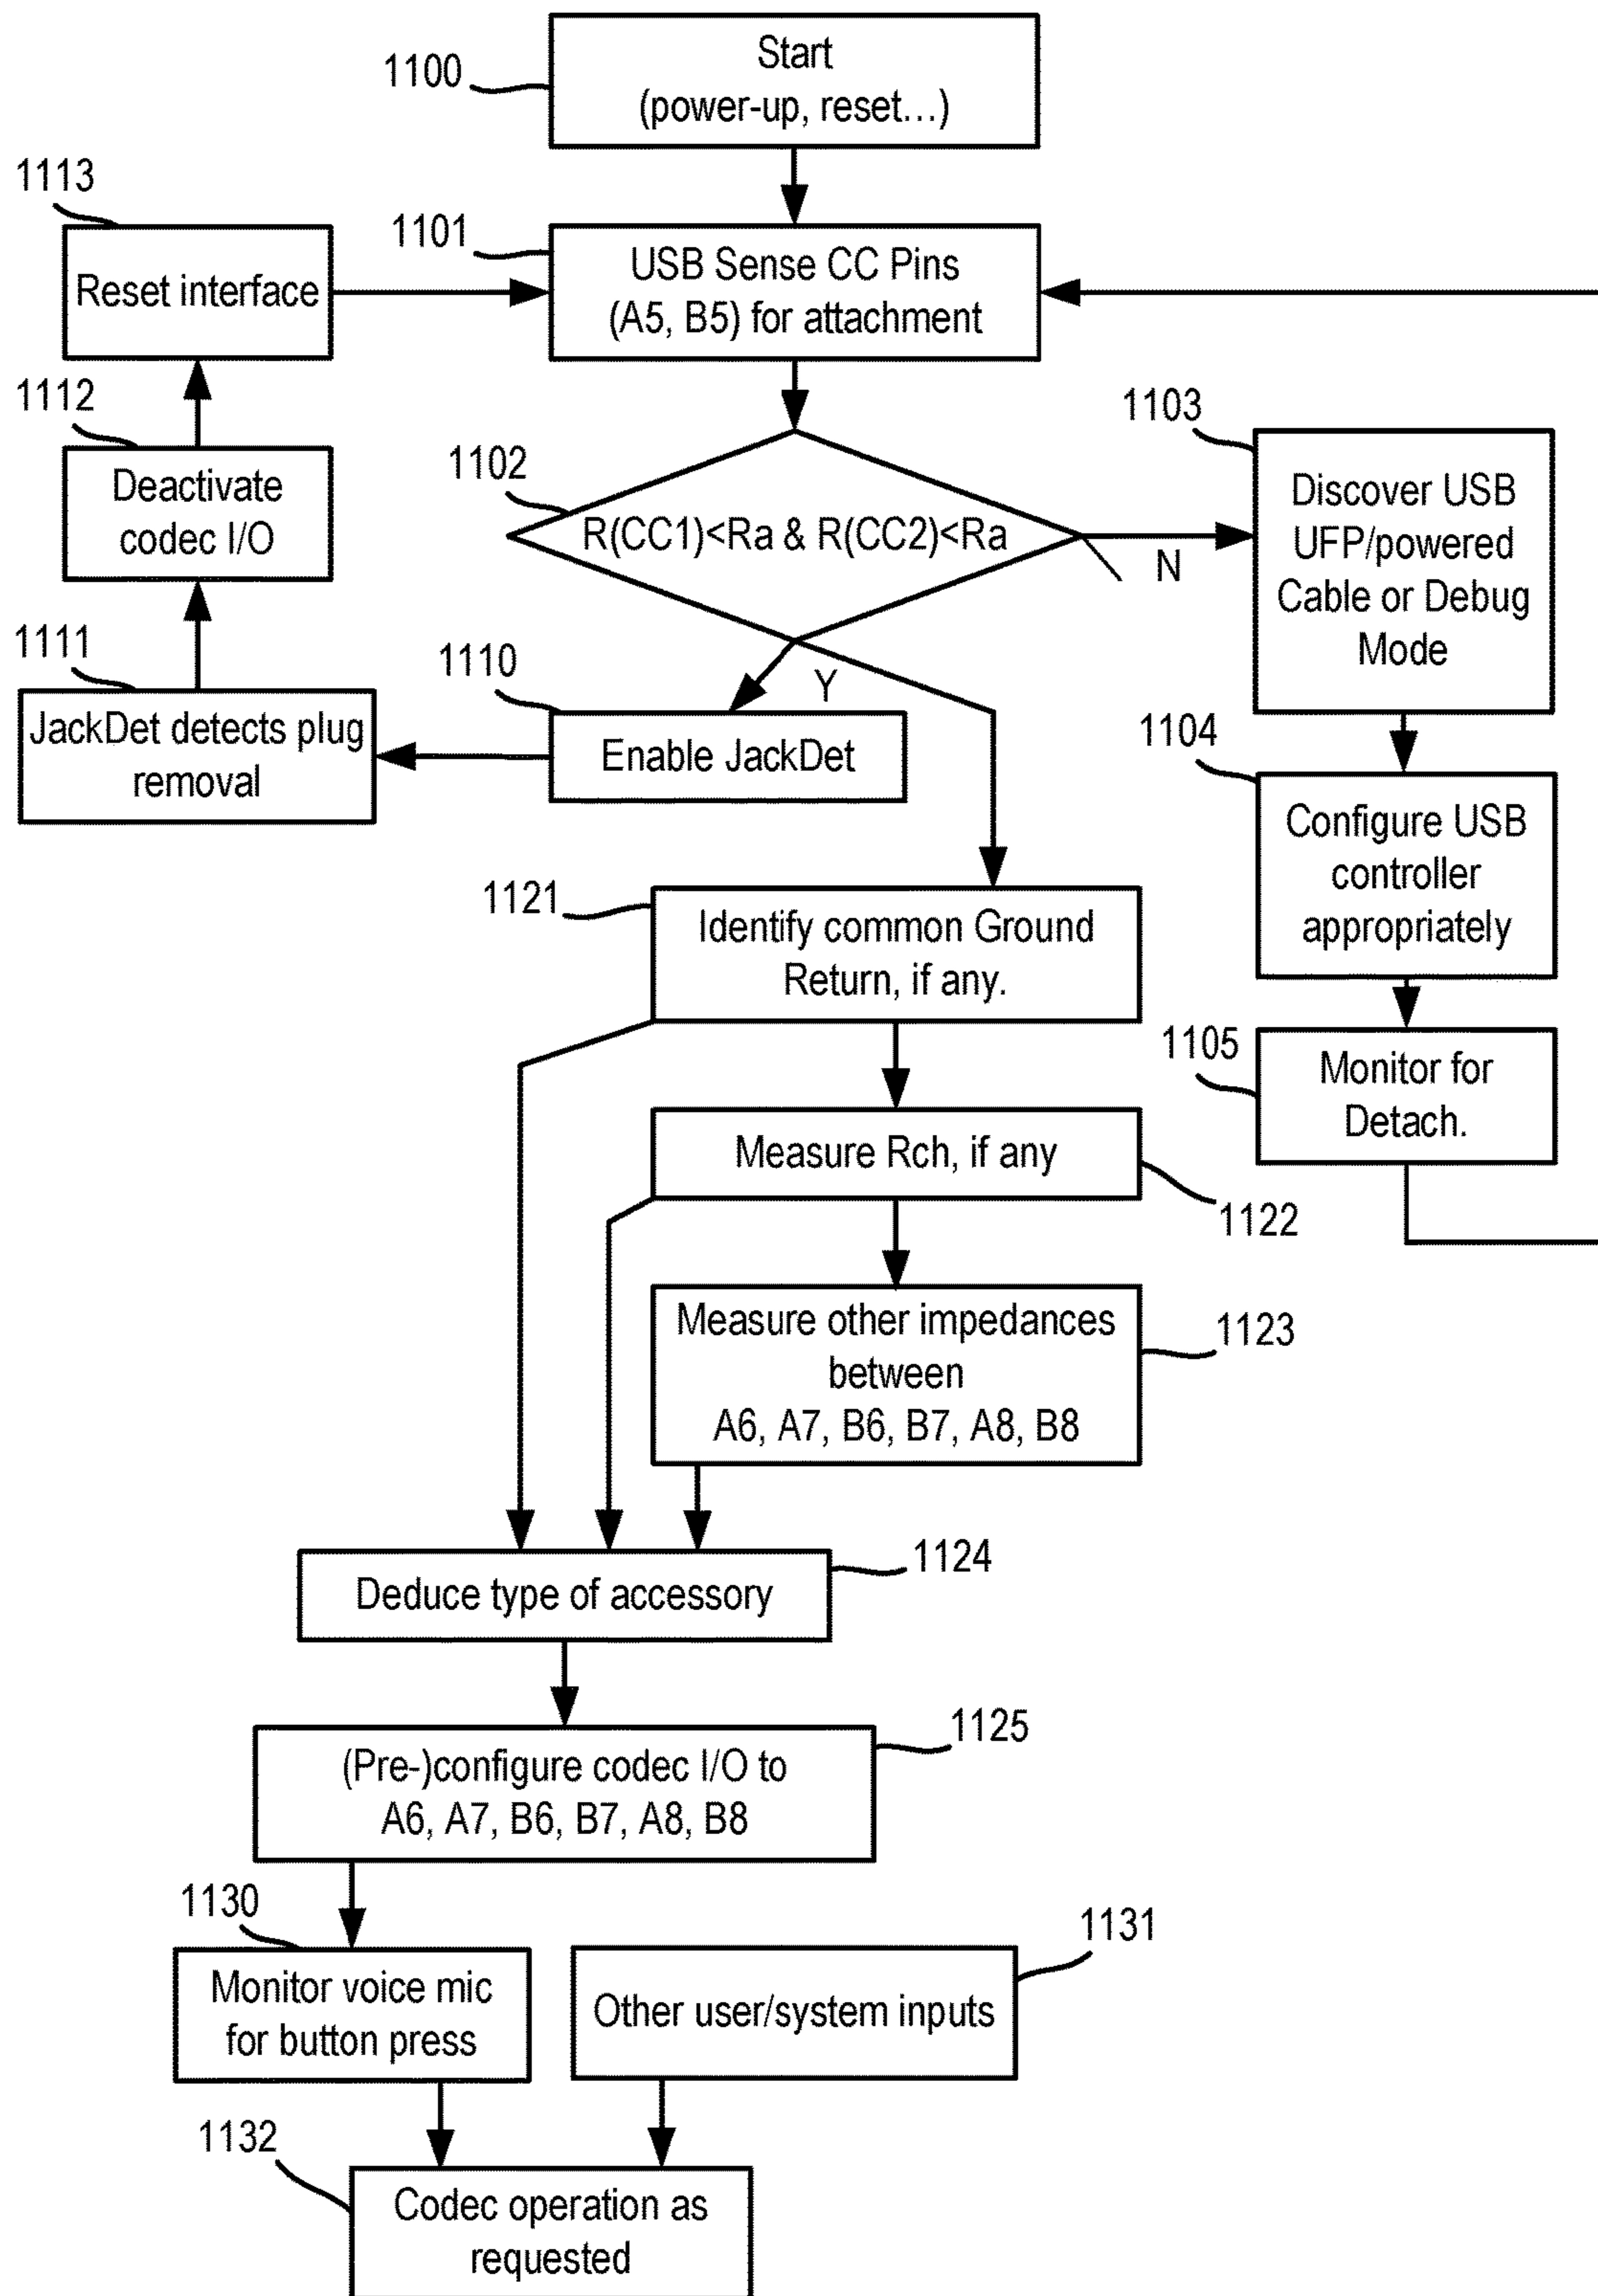 1100
Start
(power-up, reset...)
1113
Reset interface
1101
USB Sense CC Pins
(A5, B5) for attachment
1112
Deactivate
codec I/O
1102
R(CC1)<Ra & R(CC2)<Ra
N
1103
Discover USB
UFP/powered
Cable or Debug
Mode
1111
JackDet detects plug
removal
1110
Y
Enable JackDet
1104
Configure USB
controller
appropriately
1121
Identify common Ground
Return, if any.
1105
Monitor for
Detach.
Measure Rch, if any
1122
Measure other impedances
between
A6, A7, B6, B7, A8, B8
1123
Deduce type of accessory
1124
(Pre-)configure codec I/O to
A6, A7, B6, B7, A8, B8
1125
1130
Monitor voice mic
for button press
1131
Other user/system inputs
1132
Codec operation as
requested